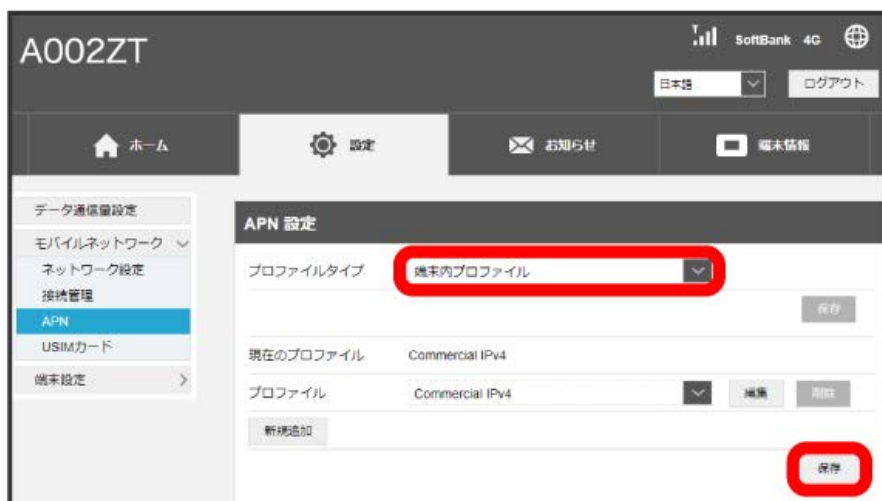 A002ZT
SoftBank 4G
日本語
ログアウト
ホーム
設定
お知らせ
端末情報
データ通信量設定
モバイルネットワーク
ネットワーク設定
接続管理
APN
USIMカード
端末設定
APN 設定
プロファイルタイプ 端末内プロファイル
保存
現在のプロファイル Commercial IPv4
プロファイル Commercial IPv4 編集 削除
新規追加
保存